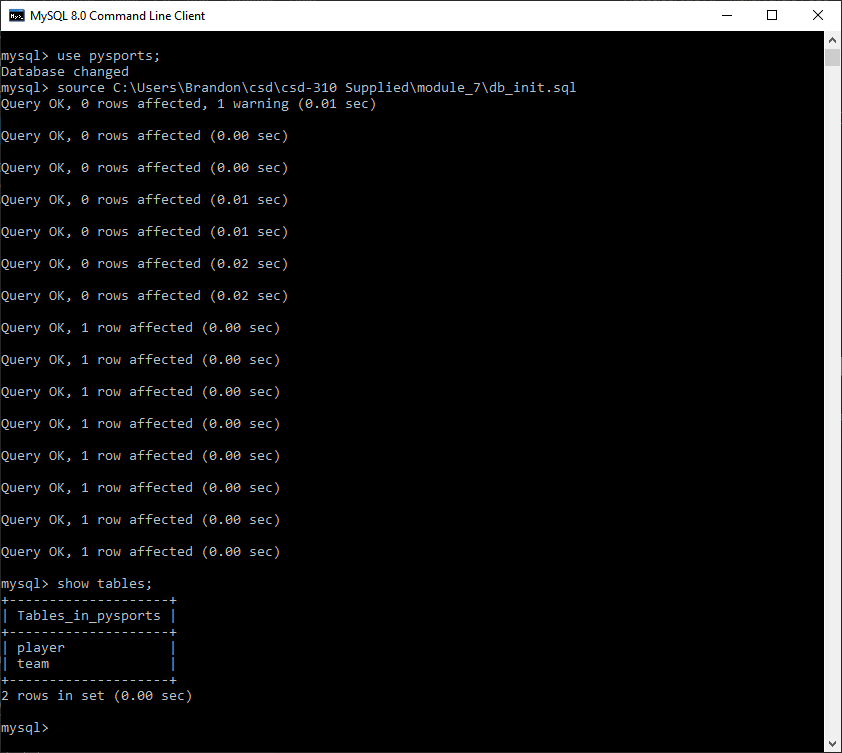 MySQL 8.0 Command Line Client
mysql> use pysports;
Database changed
mysql> source C:\Users\Brandon\csd\csd-310 Supplied\module_7\db_init.sql
Query OK, 0 rows affected, 1 warning (0.01 sec)
Query OK, 0 rows affected (0.00 sec)
Query OK, 0 rows affected (0.00 sec)
Query OK, 0 rows affected (0.01 sec)
Query OK, 0 rows affected (0.01 sec)
Query OK, 0 rows affected (0.02 sec)
Query OK, 0 rows affected (0.02 sec)
Query OK, 1 row affected (0.00 sec)
Query OK, 1 row affected (0.00 sec)
Query OK, 1 row affected (0.00 sec)
Query OK, 1 row affected (0.00 sec)
Query OK, 1 row affected (0.00 sec)
Query OK, 1 row affected (0.00 sec)
Query OK, 1 row affected (0.00 sec)
Query OK, 1 row affected (0.00 sec)
mysql> show tables;
+--------------------+
| Tables_in_pysports |
+--------------------+
| player             |
| team               |
+--------------------+
2 rows in set (0.00 sec)
mysql>